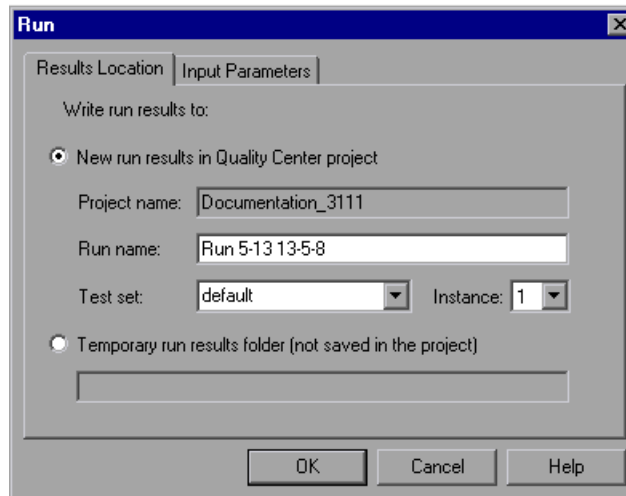 Run
Results Location Input Parameters
Write run results to:
New run results in Quality Center project
Project name: Documentation_3111
Run name: Run 5-13 13-5-8
Test set: default Instance: 1
Temporary run results folder (not saved in the project)
OK Cancel Help